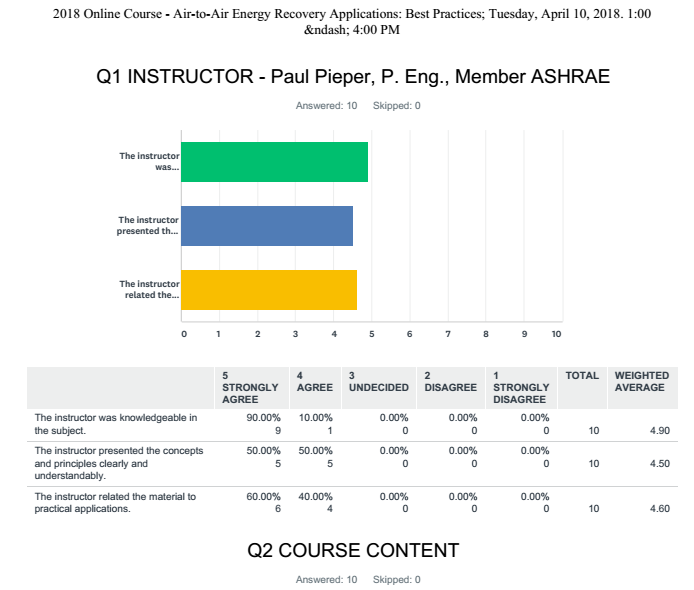 2018 Online Course - Air-to-Air Energy Recovery Applications: Best Practices; Tuesday, April 10, 2018. 1:00
&ndash; 4:00 PM
Q1 INSTRUCTOR - Paul Pieper, P. Eng., Member ASHRAE
Answered: 10 Skipped: 0
The instructor
was...
The instructor
presented th...
The instructor
related the...
0 1 2 3 4 5 6 7 8 9 10
5 STRONGLY AGREE 4 AGREE 3 UNDECIDED 2 DISAGREE 1 STRONGLY DISAGREE TOTAL WEIGHTED AVERAGE
The instructor was knowledgeable in 90.00% 10.00% 0.00% 0.00% 0.00%
the subject. 9 1 0 0 0 10 4.90
The instructor presented the concepts 50.00% 50.00% 0.00% 0.00% 0.00%
and principles clearly and 5 5 0 0 0 10 4.50
understandably.
The instructor related the material to 60.00% 40.00% 0.00% 0.00% 0.00%
practical applications. 6 4 0 0 0 10 4.60
Q2 COURSE CONTENT
Answered: 10 Skipped: 0